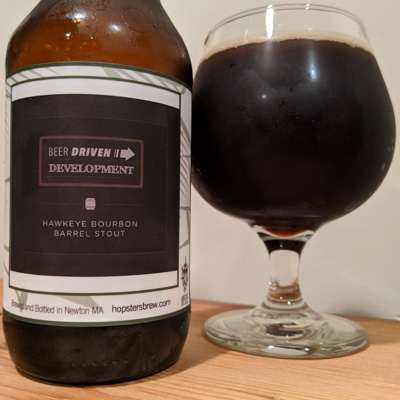 BEER DRIVEN
DEVELOPMENT
HAWKEYE BOURBON
BARREL STOUT
Brewed and Bottled in Newton MA hopstersbrew.com